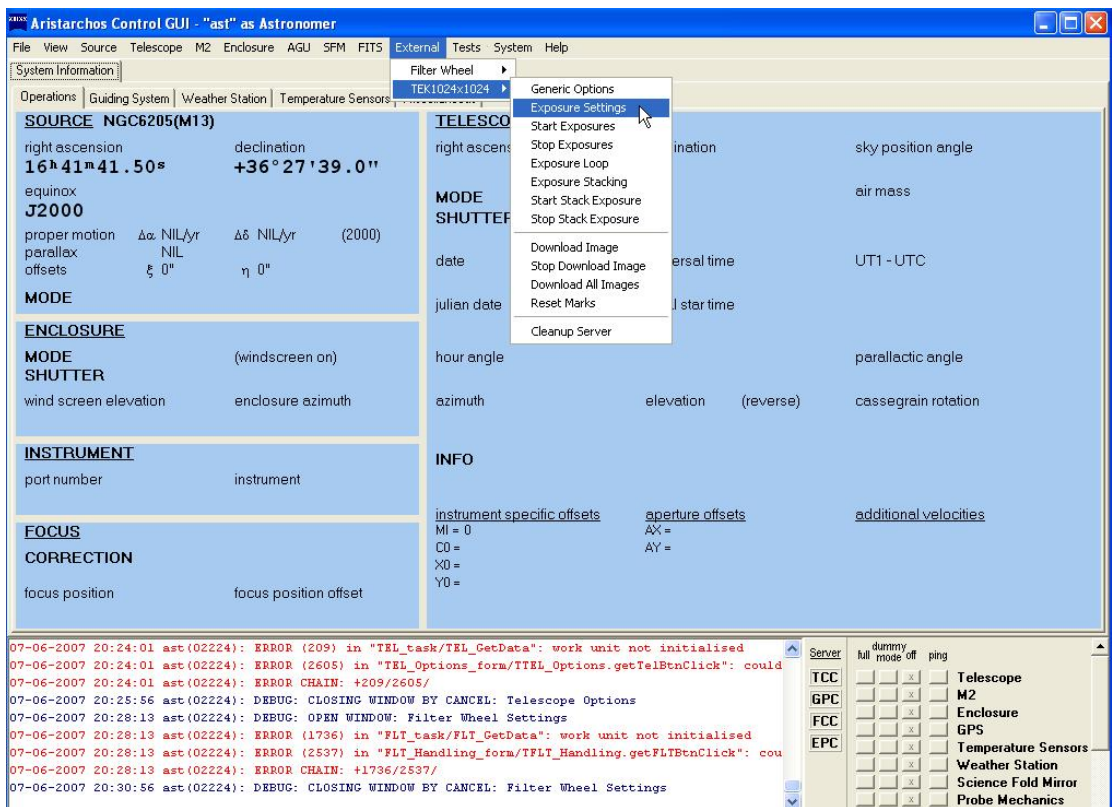 Aristarchos Control GUI - "ast" as Astronomer
File View Source Telescope M2 Enclosure AGU SFM FITS External Tests System Help
System Information
Filter Wheel
TEK1024x1024
Generic Options
Exposure Settings
Start Exposures
Stop Exposures
Exposure Loop
Exposure Stacking
Start Stack Exposure
Stop Stack Exposure
Download Image
Stop Download Image
Download All Images
Reset Marks
Cleanup Server
Operations Guiding System Weather Station Temperature Sensors
SOURCE NGC6205(M13)
right ascension declination
16h41m41.50s +36°27'39.0"
equinox
J2000
proper motion Δα NIL/yr Δδ NIL/yr (2000)
parallax NIL
offsets ξ 0" η 0"
MODE
ENCLOSURE
MODE (windscreen on)
SHUTTER
wind screen elevation enclosure azimuth
INSTRUMENT
port number instrument
FOCUS
CORRECTION
focus position focus position offset
TELESCO
right ascens ination sky position angle
MODE air mass
SHUTTER
date ersal time UT1 - UTC
julian date l star time
hour angle parallactic angle
azimuth elevation (reverse) cassegrain rotation
INFO
instrument specific offsets aperture offsets additional velocities
MI = 0 AX =
C0 = AY =
X0 =
Y0 =
07-06-2007 20:24:01 ast(02224): ERROR (209) in "TEL_task/TEL_GetData": work unit not initialised
07-06-2007 20:24:01 ast(02224): ERROR (2605) in "TEL_Options_form/TTEL_Options.getTelBtnClick": could
07-06-2007 20:24:01 ast(02224): ERROR CHAIN: +209/2605/
07-06-2007 20:25:56 ast(02224): DEBUG: CLOSING WINDOW BY CANCEL: Telescope Options
07-06-2007 20:28:13 ast(02224): DEBUG: OPEN WINDOW: Filter Wheel Settings
07-06-2007 20:28:13 ast(02224): ERROR (1736) in "FLT_task/FLT_GetData": work unit not initialised
07-06-2007 20:28:13 ast(02224): ERROR (2537) in "FLT_Handling_form/TFLT_Handling.getFLTBtnClick": cou
07-06-2007 20:28:13 ast(02224): ERROR CHAIN: +1736/2537/
07-06-2007 20:30:56 ast(02224): DEBUG: CLOSING WINDOW BY CANCEL: Filter Wheel Settings
Server
TCC
GPC
FCC
EPC
full dummy mode off ping
x Telescope
x M2
x Enclosure
x GPS
x Temperature Sensors
x Weather Station
x Science Fold Mirror
x Probe Mechanics